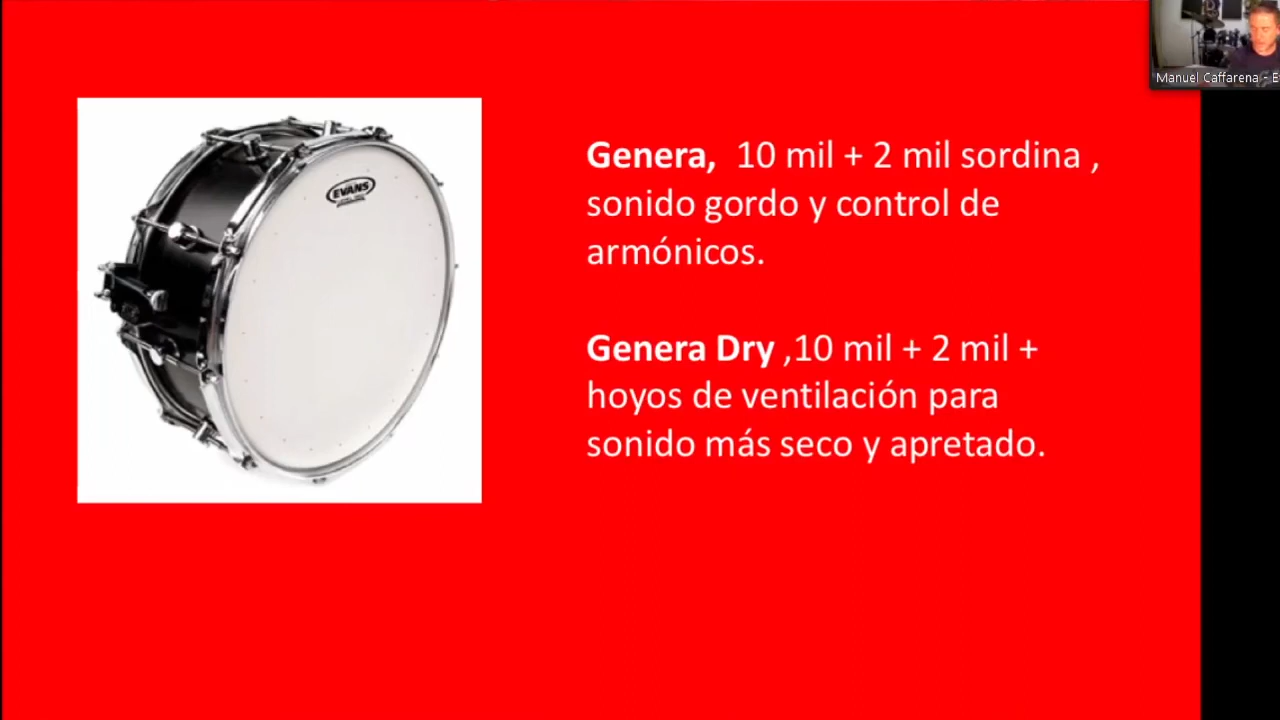 Manuel Caffarena - E
EVANS
Genera, 10 mil + 2 mil sordina ,
sonido gordo y control de
armónicos.
Genera Dry ,10 mil + 2 mil +
hoyos de ventilación para
sonido más seco y apretado.